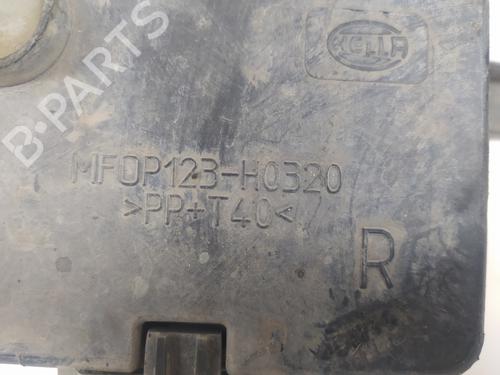 HELLA
B-PARTS
MFOP123-H0320
>PP+T40<
R